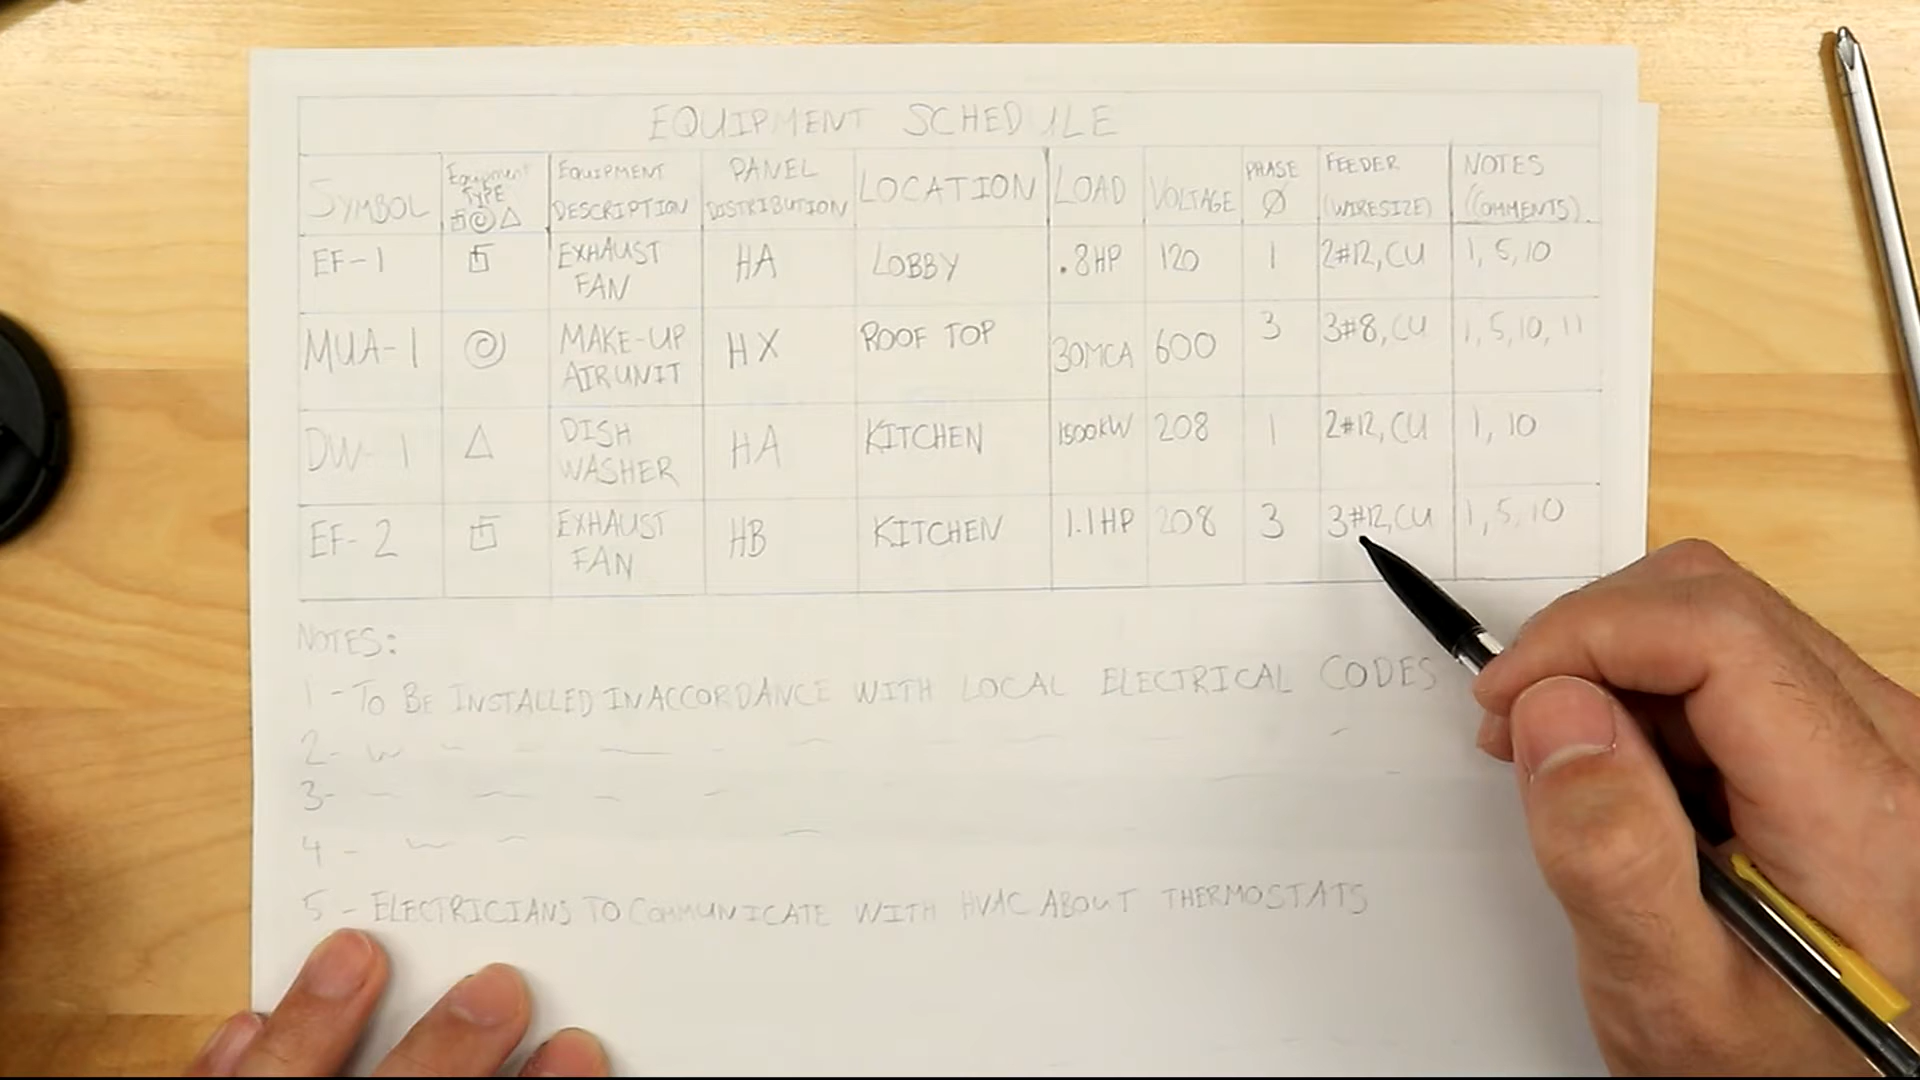 EQUIPMENT SCHEDULE
SYMBOL
Equipment
TYPE
EQUIPMENT
DESCRIPTION
PANEL
DISTRIBUTION
LOCATION
LOAD
VOLTAGE
PHASE
Ø
FEEDER
(WIRESIZE)
NOTES
(COMMENTS).
EF-1
EXHAUST
FAN
HA
LOBBY
.8HP
120
1
2#12, CU
1, 5, 10
MUA-1
MAKE-UP
AIR UNIT
HX
ROOF TOP
30MCA
600
3
3#8, CU
1, 5, 10, 11
DW-1
DISH
WASHER
HA
KITCHEN
1500KW
208
1
2#12, CU
1, 10
EF-2
EXHAUST
FAN
HB
KITCHEN
1.1HP
208
3
3#12, CU
1, 5, 10
NOTES:
1-TO BE INSTALLED IN ACCORDANCE WITH LOCAL ELECTRICAL CODES
2-
3-
4-
5-ELECTRICIANS TO COMMUNICATE WITH HVAC ABOUT THERMOSTATS